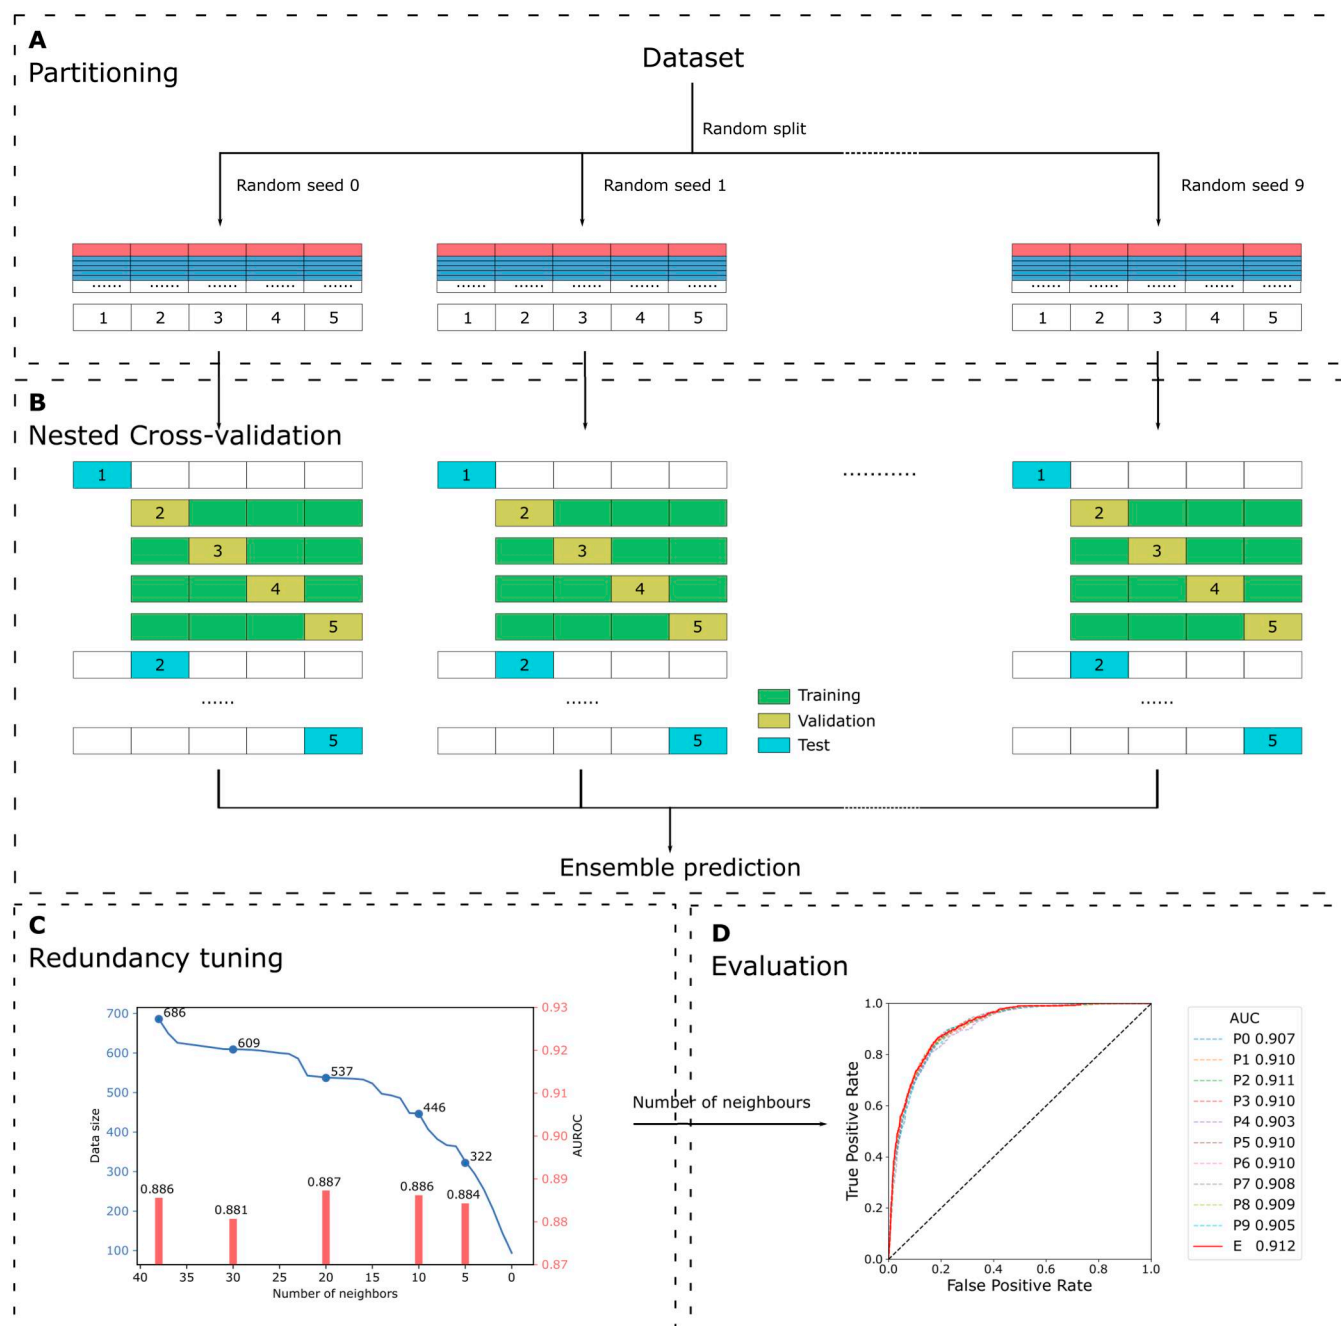 A
Partitioning
Dataset
Random split
Random seed 0
Random seed 1
Random seed 9
...... ...... ...... ...... ......
...... ...... ...... ...... ......
...... ...... ...... ...... ......
1 2 3 4 5
1 2 3 4 5
1 2 3 4 5
B
Nested Cross-validation
1 1 ........... 1
2 2 2
3 3 3
4 4 4
5 5 5
2 2 2
...... ...... ......
5 5 5
Training
Validation
Test
Ensemble prediction
C
Redundancy tuning
700
600
500
400
300
200
100
Data size
686
609
537
446
322
0.886
0.881
0.887
0.886
0.884
0.93
0.92
0.91
0.90
0.89
0.88
0.87
AUROC
40 35 30 25 20 15 10 5 0
Number of neighbors
Number of neighbours
D
Evaluation
1.0
0.8
0.6
0.4
0.2
0.0
True Positive Rate
0.0 0.2 0.4 0.6 0.8 1.0
False Positive Rate
AUC
P0 0.907
P1 0.910
P2 0.911
P3 0.910
P4 0.903
P5 0.910
P6 0.910
P7 0.908
P8 0.909
P9 0.905
E 0.912